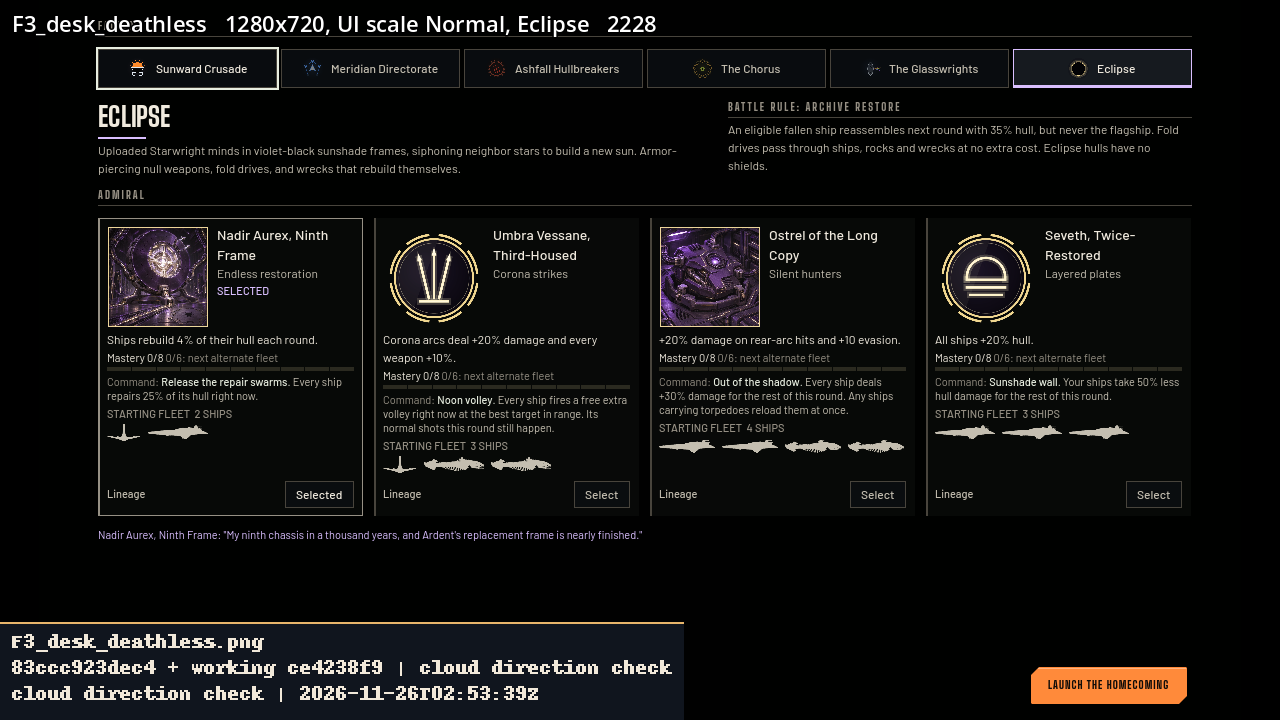 F3_desk_deathless 1280x720, UI scale Normal, Eclipse 2228
Sunward Crusade
Meridian Directorate
Ashfall Hullbreakers
The Chorus
The Glasswrights
Eclipse
ECLIPSE
Uploaded Starwright minds in violet-black sunshade frames, siphoning neighbor stars to build a new sun. Armor-
piercing null weapons, fold drives, and wrecks that rebuild themselves.
BATTLE RULE: ARCHIVE RESTORE
An eligible fallen ship reassembles next round with 35% hull, but never the flagship. Fold
drives pass through ships, rocks and wrecks at no extra cost. Eclipse hulls have no
shields.
ADMIRAL
Nadir Aurex, Ninth
Frame
Endless restoration
SELECTED
Ships rebuild 4% of their hull each round.
Mastery 0/8 0/6: next alternate fleet
Command: Release the repair swarms. Every ship
repairs 25% of its hull right now.
STARTING FLEET 2 SHIPS
Lineage
Selected
Umbra Vessane,
Third-Housed
Corona strikes
Corona arcs deal +20% damage and every
weapon +10%.
Mastery 0/8 0/6: next alternate fleet
Command: Noon volley. Every ship fires a free extra
volley right now at the best target in range. Its
normal shots this round still happen.
STARTING FLEET 3 SHIPS
Lineage
Select
Ostrel of the Long
Copy
Silent hunters
+20% damage on rear-arc hits and +10 evasion.
Mastery 0/8 0/6: next alternate fleet
Command: Out of the shadow. Every ship deals
+30% damage for the rest of this round. Any ships
carrying torpedoes reload them at once.
STARTING FLEET 4 SHIPS
Lineage
Select
Seveth, Twice-
Restored
Layered plates
All ships +20% hull.
Mastery 0/8 0/6: next alternate fleet
Command: Sunshade wall. Your ships take 50% less
hull damage for the rest of this round.
STARTING FLEET 3 SHIPS
Lineage
Select
Nadir Aurex, Ninth Frame: "My ninth chassis in a thousand years, and Ardent's replacement frame is nearly finished."
F3_desk_deathless.png
83ccc923dec4 + working ce4238f9 | cloud direction check
cloud direction check | 2026-11-26T02:53:39Z
LAUNCH THE HOMECOMING